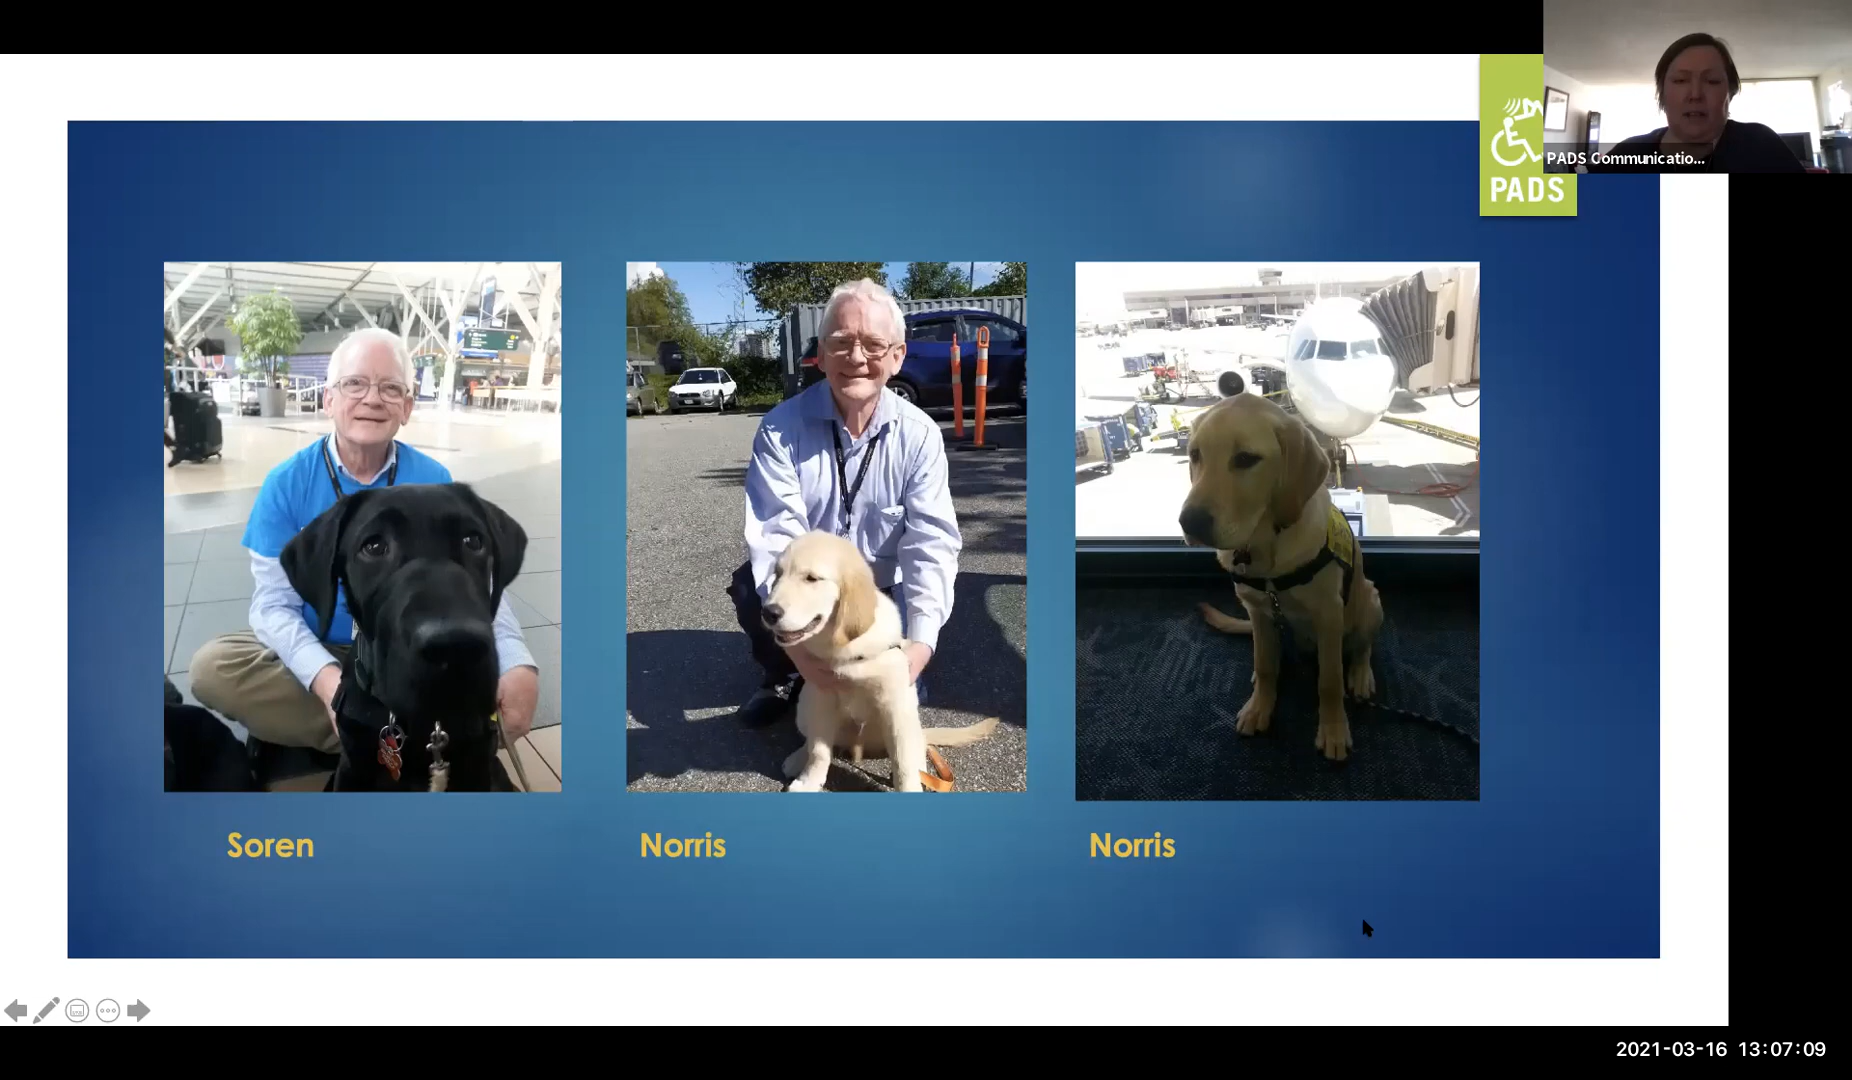 PADS
PADS Communicatio...
Soren
Norris
Norris
2021-03-16 13:07:09